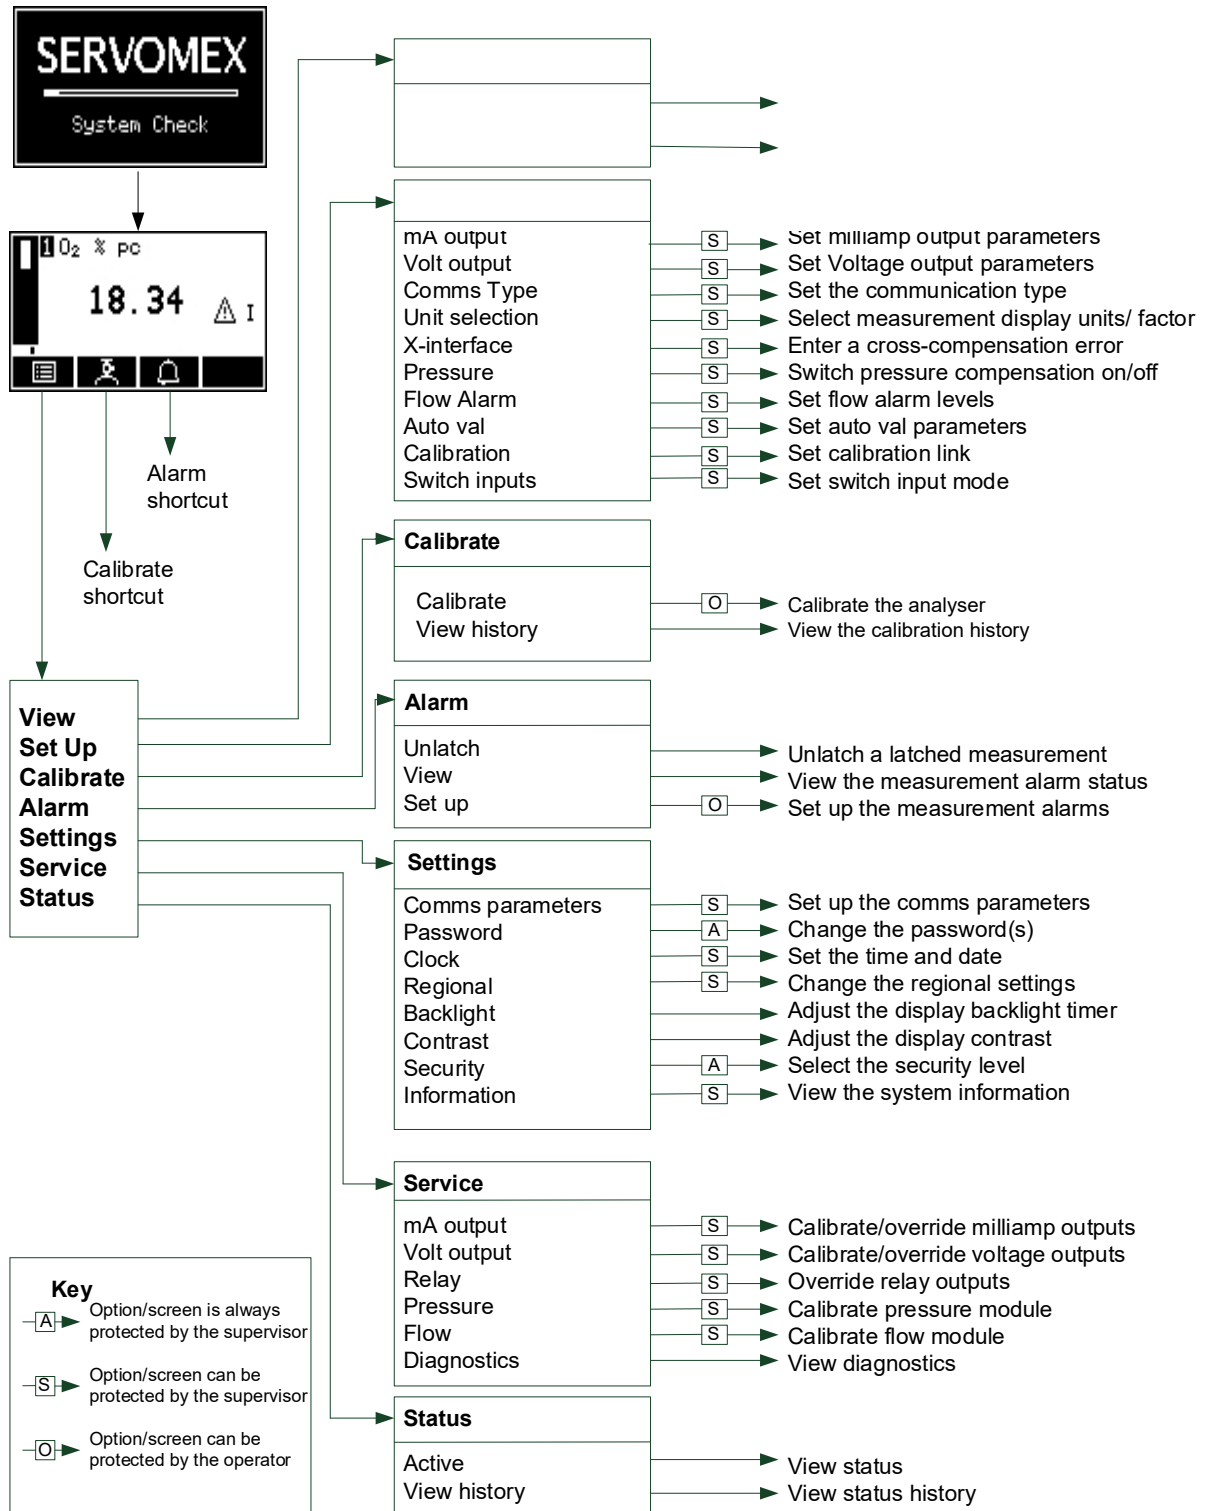 SERVOMEX
System Check
1 O2 % pc
18.34 I
Alarm
shortcut
Calibrate
shortcut
View
Set Up
Calibrate
Alarm
Settings
Service
Status
mA output S Set milliamp output parameters
Volt output S Set Voltage output parameters
Comms Type S Set the communication type
Unit selection S Select measurement display units/ factor
X-interface S Enter a cross-compensation error
Pressure S Switch pressure compensation on/off
Flow Alarm S Set flow alarm levels
Auto val S Set auto val parameters
Calibration S Set calibration link
Switch inputs S Set switch input mode
Calibrate
Calibrate O Calibrate the analyser
View history View the calibration history
Alarm
Unlatch Unlatch a latched measurement
View View the measurement alarm status
Set up O Set up the measurement alarms
Settings
Comms parameters S Set up the comms parameters
Password A Change the password(s)
Clock S Set the time and date
Regional S Change the regional settings
Backlight Adjust the display backlight timer
Contrast Adjust the display contrast
Security A Select the security level
Information S View the system information
Service
mA output S Calibrate/override milliamp outputs
Volt output S Calibrate/override voltage outputs
Relay S Override relay outputs
Pressure S Calibrate pressure module
Flow S Calibrate flow module
Diagnostics View diagnostics
Status
Active View status
View history View status history
Key
A Option/screen is always
protected by the supervisor
S Option/screen can be
protected by the supervisor
O Option/screen can be
protected by the operator